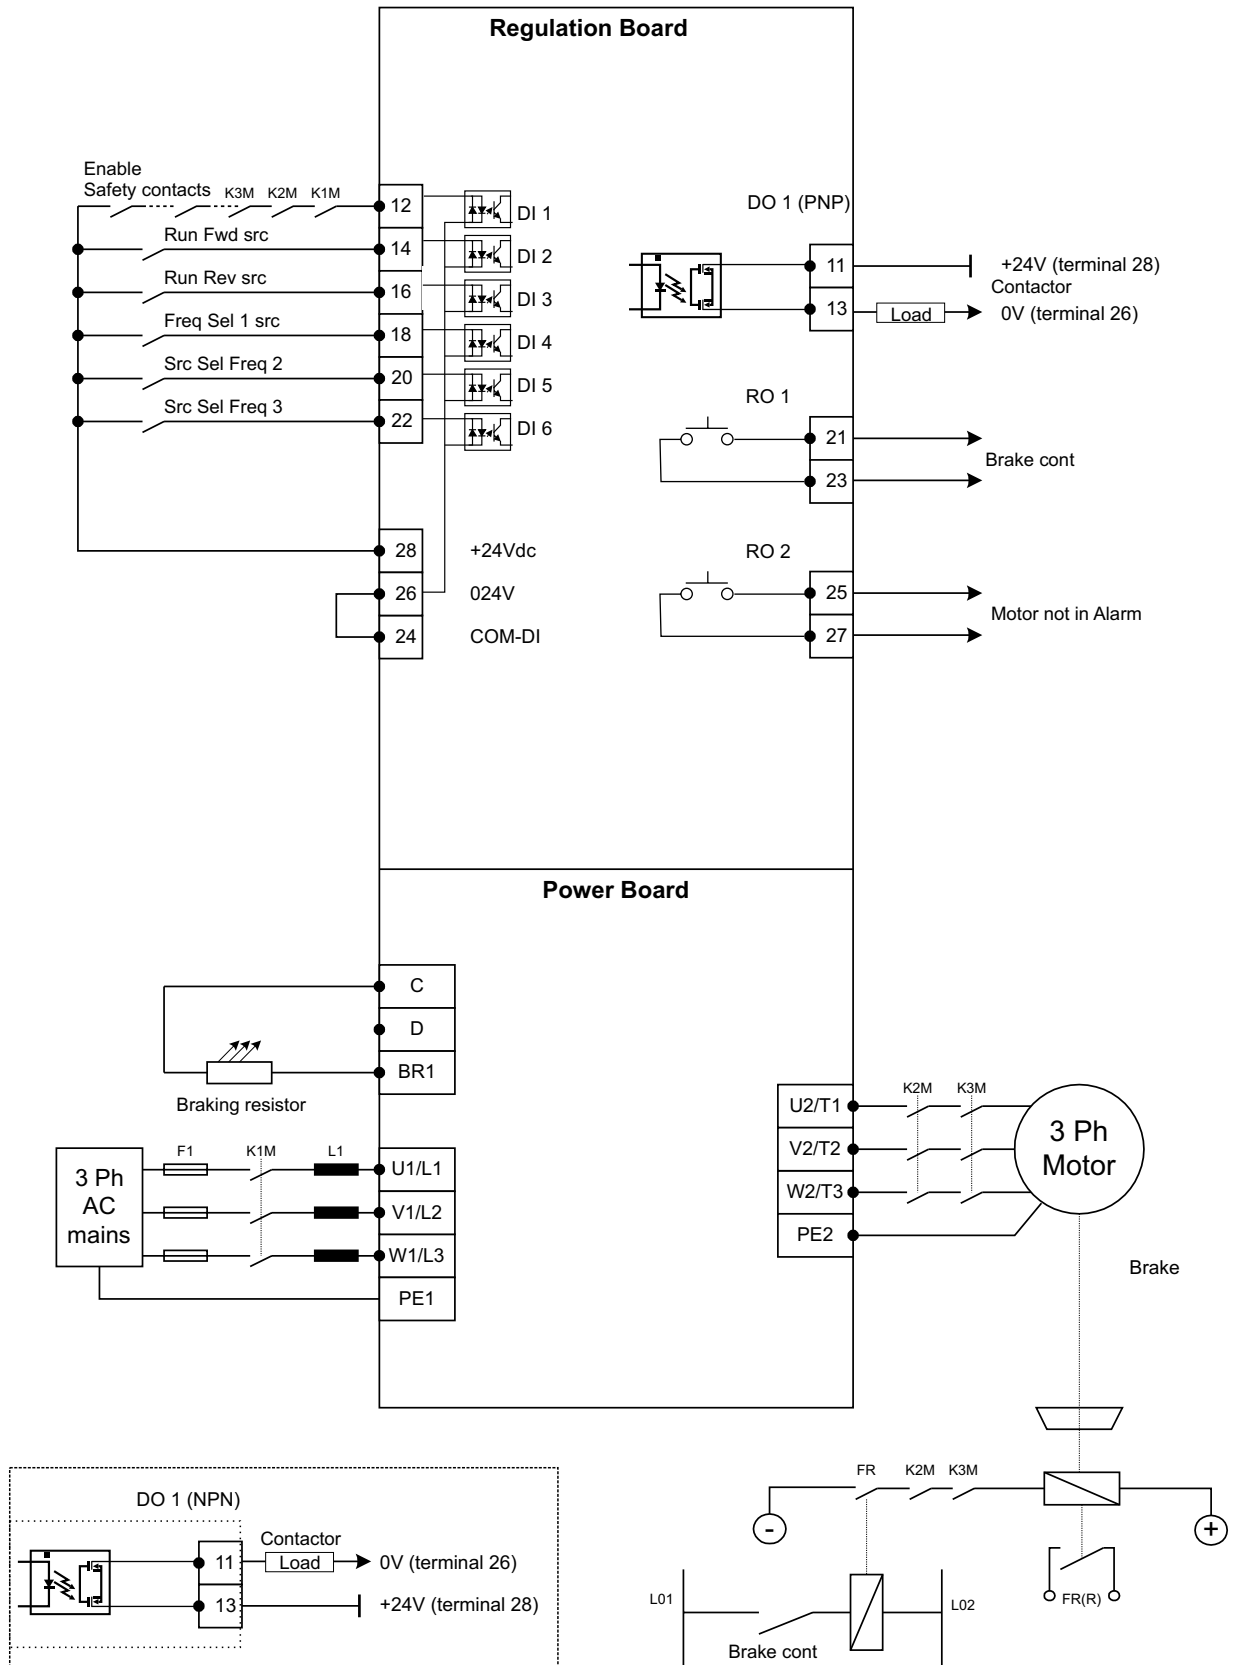 Regulation Board
Enable
Safety contacts K3M K2M K1M
12
DI 1
Run Fwd src
14
DI 2
Run Rev src
16
DI 3
Freq Sel 1 src
18
DI 4
Src Sel Freq 2
20
DI 5
Src Sel Freq 3
22
DI 6
28 +24Vdc
26 024V
24 COM-DI
DO 1 (PNP)
11 +24V (terminal 28)
Contactor
13 Load 0V (terminal 26)
RO 1
21
Brake cont
23
RO 2
25
Motor not in Alarm
27
Power Board
C
D
BR1
Braking resistor
3 Ph
AC
mains
F1 K1M L1
U1/L1
V1/L2
W1/L3
PE1
U2/T1
V2/T2
W2/T3
PE2
K2M K3M
3 Ph
Motor
Brake
FR K2M K3M
-
+
FR(R)
L01
L02
Brake cont
DO 1 (NPN)
Contactor
11 Load 0V (terminal 26)
13 +24V (terminal 28)